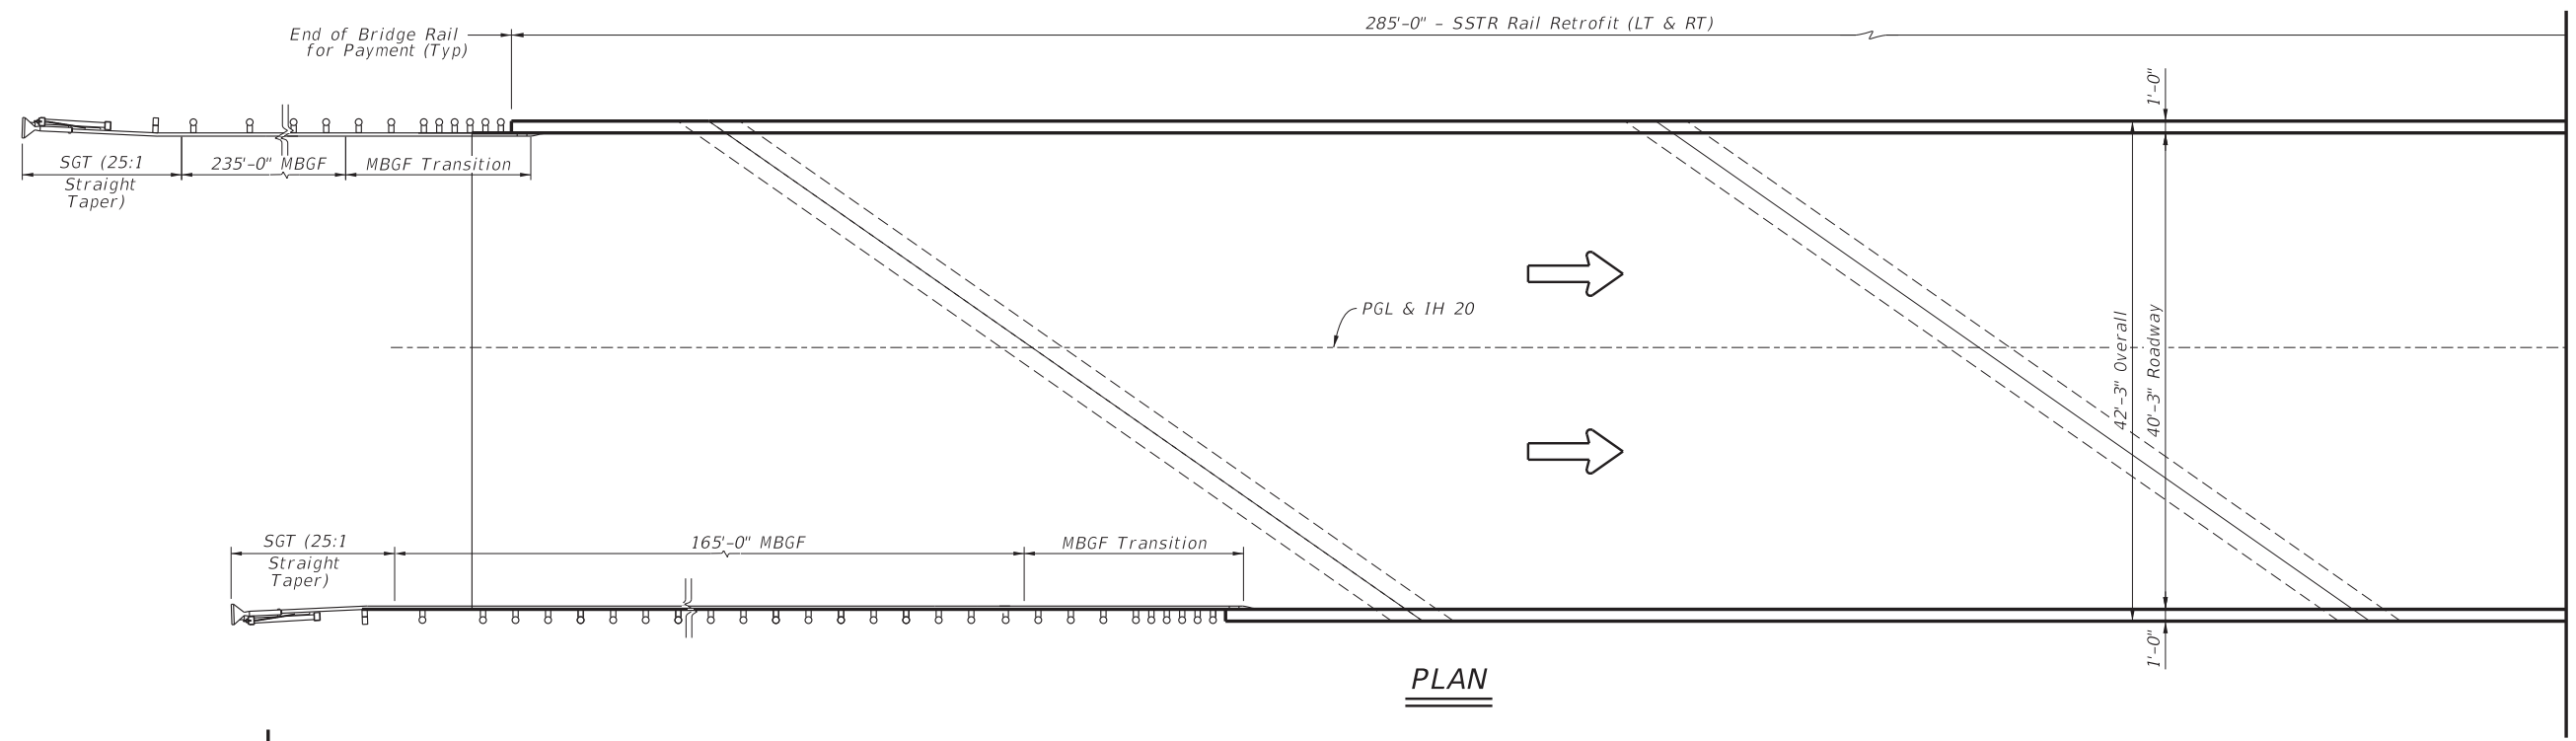 285'-0" - SSTR Rail Retrofit (LT & RT)
End of Bridge Rail
for Payment (Typ)
1'-0"
SGT (25:1
Straight
Taper)
235'-0" MBGF
MBGF Transition
PGL & IH 20
42'-3" Overall
40'-3" Roadway
SGT (25:1
Straight
Taper)
165'-0" MBGF
MBGF Transition
1'-0"
PLAN